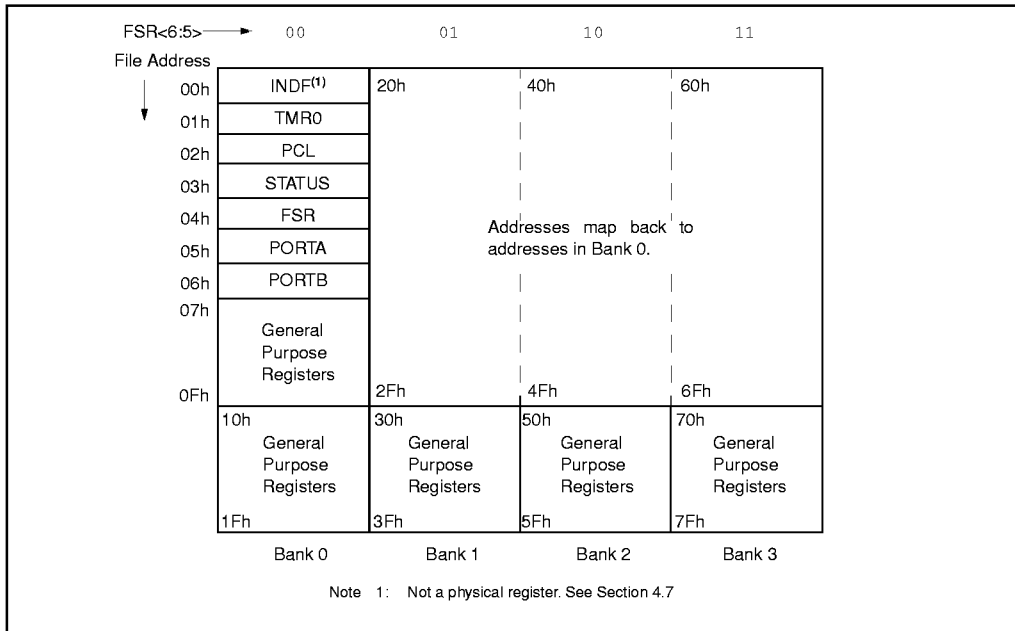 FSR<6:5> 00 01 10 11
File Address
00h INDF(1) 20h 40h 60h
01h TMR0
02h PCL
03h STATUS
04h FSR
05h PORTA
06h PORTB
07h
Addresses map back to
addresses in Bank 0.
General
Purpose
Registers
0Fh 2Fh 4Fh 6Fh
10h 30h 50h 70h
General General General General
Purpose Purpose Purpose Purpose
Registers Registers Registers Registers
1Fh 3Fh 5Fh 7Fh
Bank 0 Bank 1 Bank 2 Bank 3
Note 1: Not a physical register. See Section 4.7